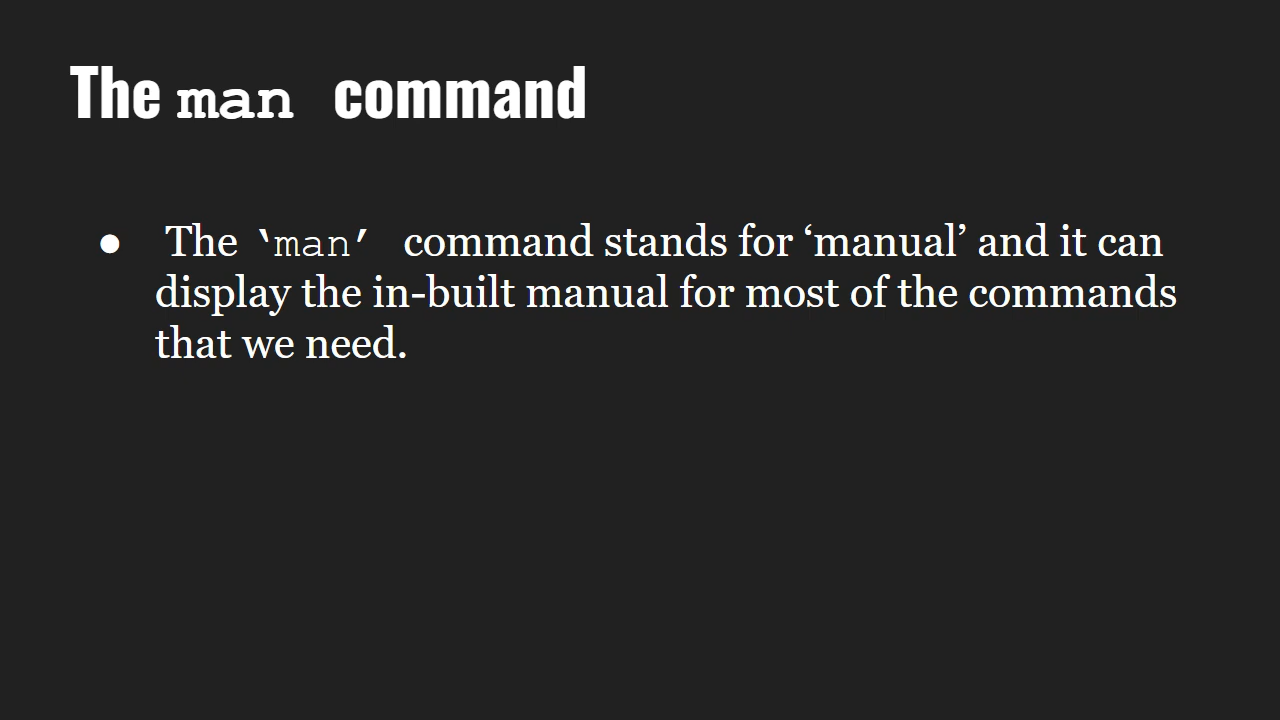 The man command
● The ‘man’ command stands for ‘manual’ and it can
display the in-built manual for most of the commands
that we need.